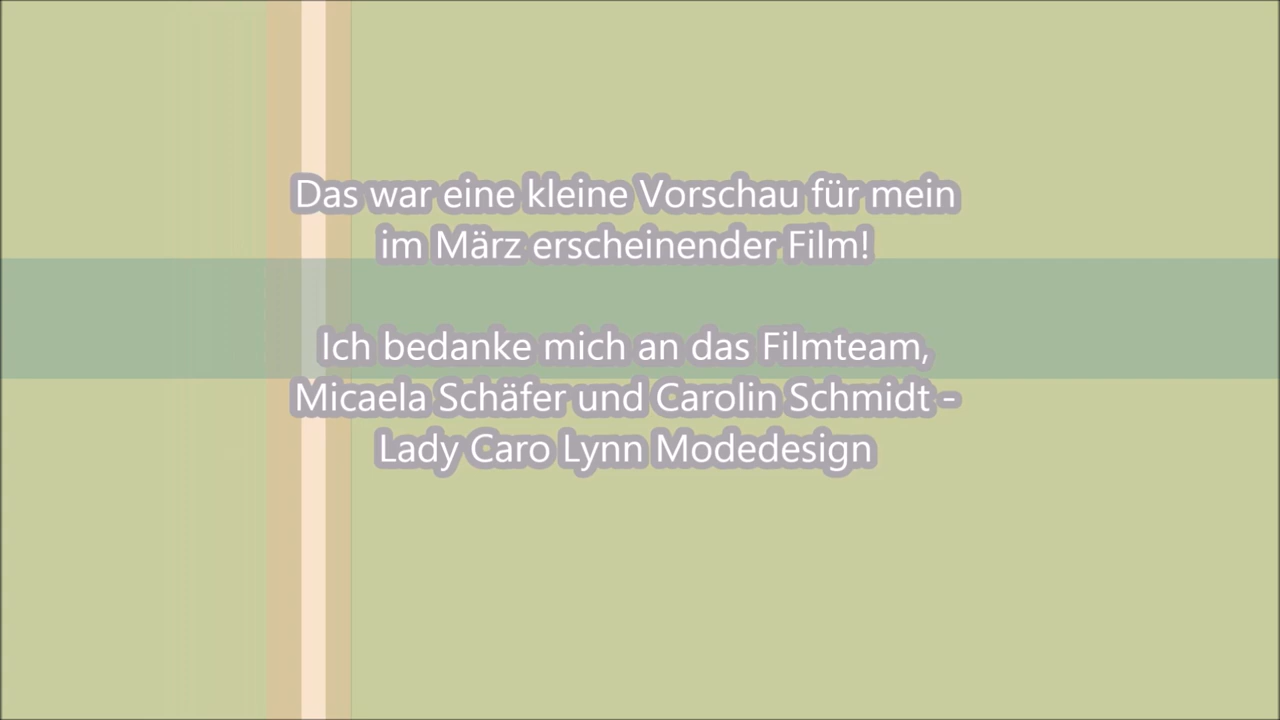 Das war eine kleine Vorschau für mein
im März erscheinender Film!
Ich bedanke mich an das Filmteam,
Micaela Schäfer und Carolin Schmidt -
Lady Caro Lynn Modedesign